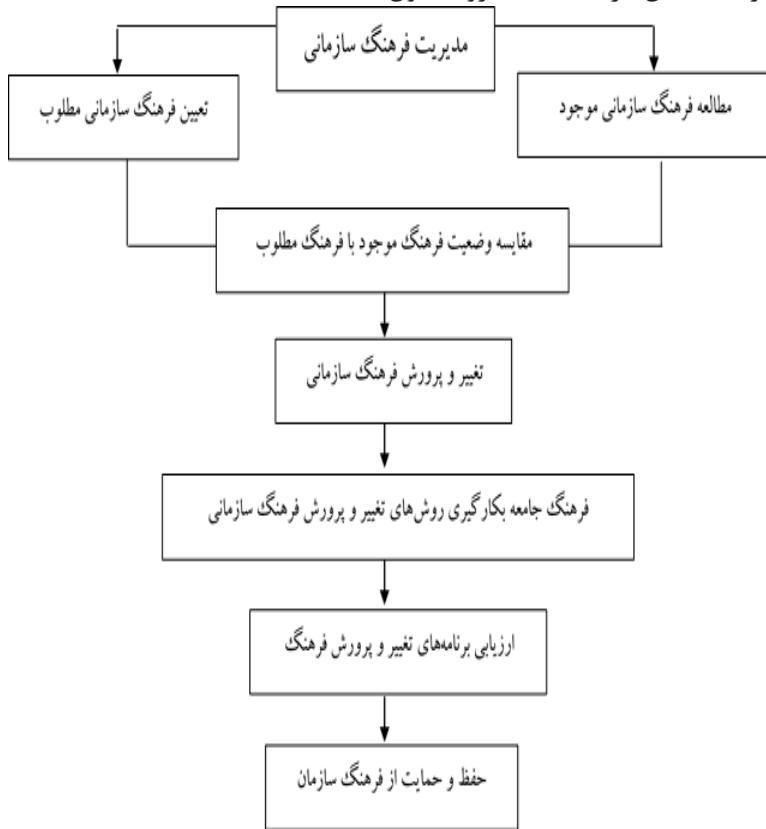 مدیریت فرهنگ سازمانی
مطالعه فرهنگ سازمانی موجود
تعیین فرهنگ سازمانی مطلوب
مقایسه وضعیت فرهنگ موجود با فرهنگ مطلوب
تغییر و پرورش فرهنگ سازمانی
فرهنگ جامعه بکارگیری روش‌های تغییر و پرورش فرهنگ سازمانی
ارزیابی برنامه‌های تغییر و پرورش فرهنگ
حفظ و حمایت از فرهنگ سازمان